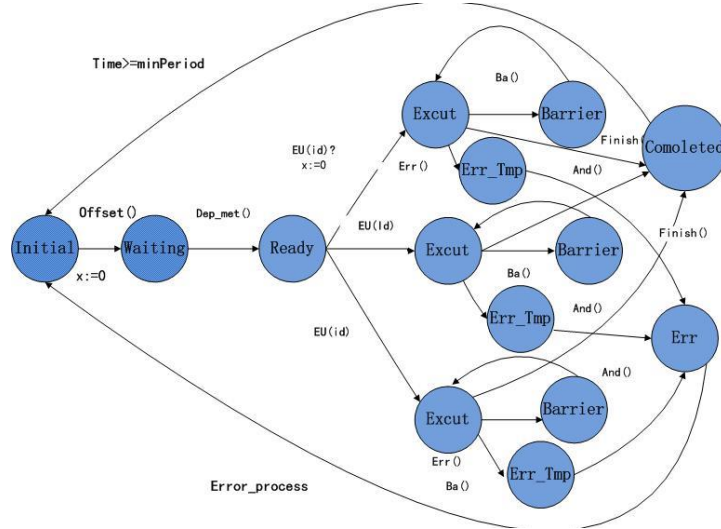 Time>=minPeriod
Ba()
Excut
Barrier
Finish()
Comoleted
EU(id)?
x:=0
Err()
Err_Tmp
And()
Offset()
Dep_met()
EU(Id)
Initial
Waiting
Ready
Excut
Barrier
Finish()
x:=0
Ba()
Err_Tmp
And()
EU(id)
Err
And()
Excut
Barrier
Err()
Err_Tmp
Ba()
Error_process